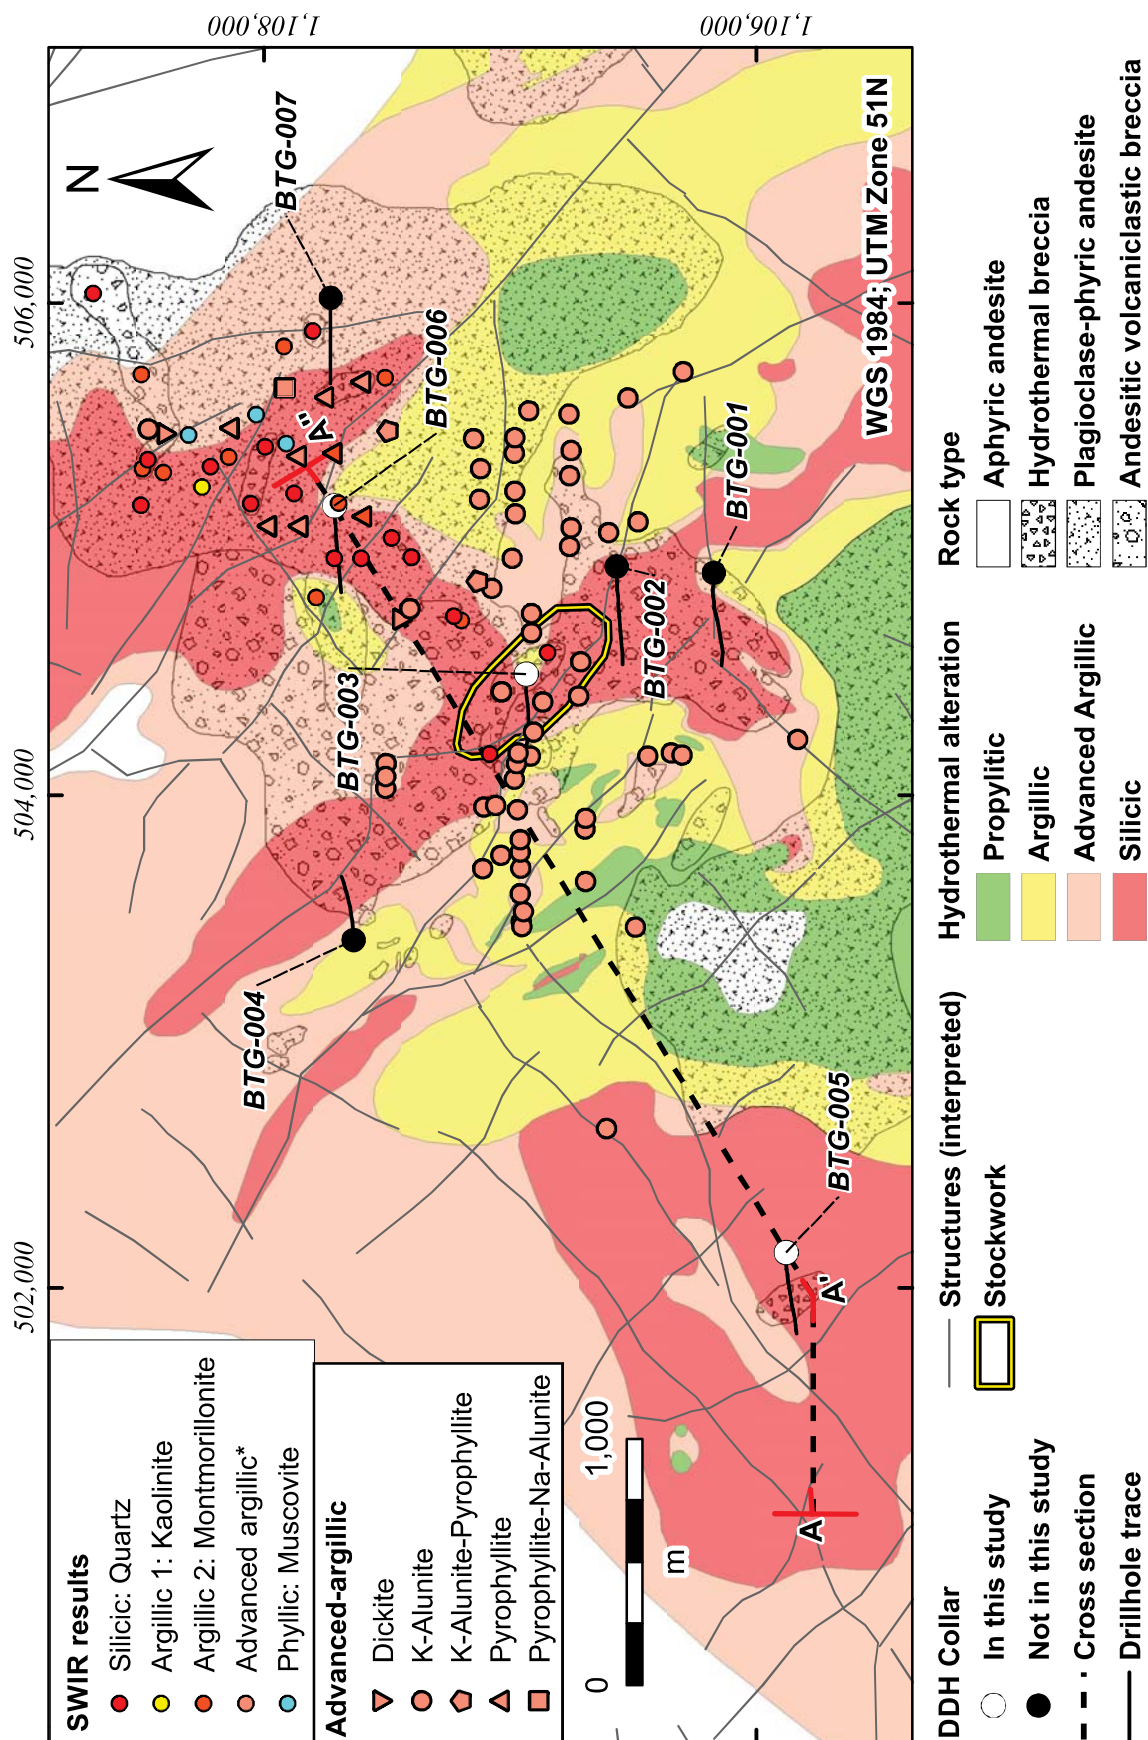 1,108,000
1,106,000
506,000
504,000
502,000
N
BTG-007
BTG-006
A"
BTG-001
BTG-002
BTG-003
BTG-004
BTG-005
A'
A
WGS 1984; UTM Zone 51N
SWIR results
Silicic: Quartz
Argillic 1: Kaolinite
Argillic 2: Montmorillonite
Advanced argillic*
Phyllic: Muscovite
Advanced-argillic
Dickite
K-Alunite
K-Alunite-Pyrophyllite
Pyrophyllite
Pyrophyllite-Na-Alunite
0
1,000
m
DDH Collar
In this study
Not in this study
Cross section
Drillhole trace
Structures (interpreted)
Stockwork
Hydrothermal alteration
Propylitic
Argillic
Advanced Argillic
Silicic
Rock type
Aphyric andesite
Hydrothermal breccia
Plagioclase-phyric andesite
Andesitic volcaniclastic breccia